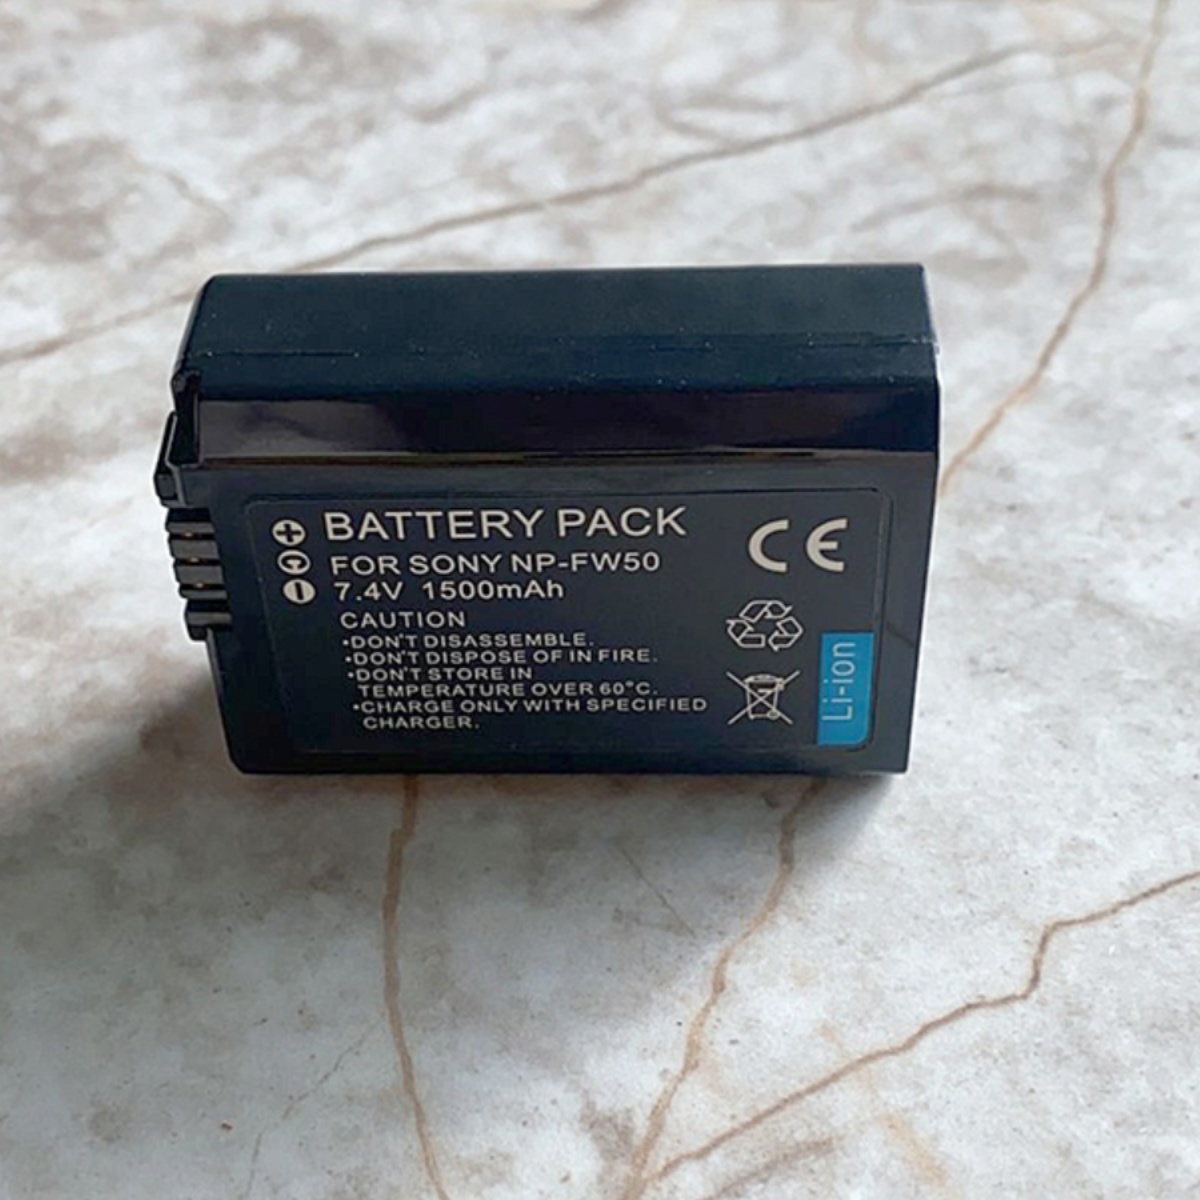 BATTERY PACK
FOR SONY NP-FW50
7.4V 1500mAh
CAUTION
•DON'T DISASSEMBLE.
•DON'T DISPOSE OF IN FIRE.
•DON'T STORE IN
TEMPERATURE OVER 60°C.
•CHARGE ONLY WITH SPECIFIED
CHARGER.
CE
Li-ion